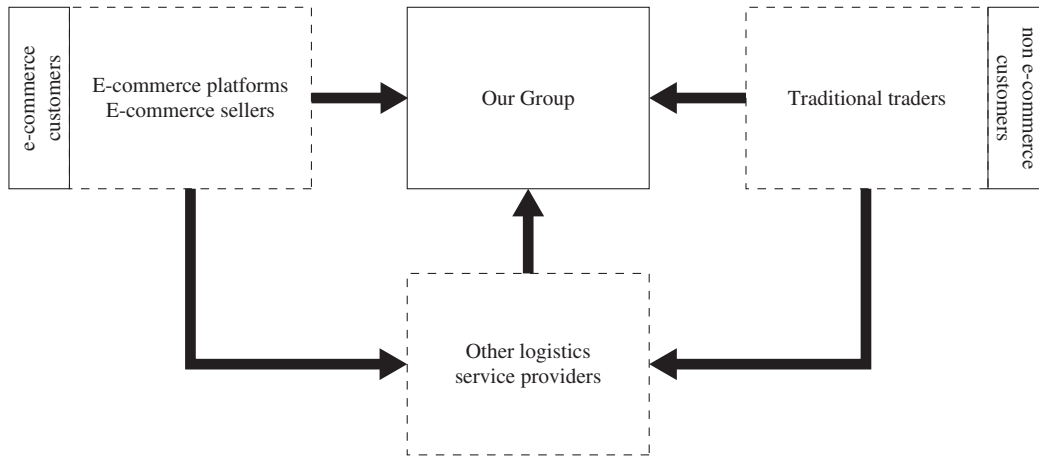 e-commerce
customers
E-commerce platforms
E-commerce sellers
Our Group
Traditional traders
non e-commerce
customers
Other logistics
service providers